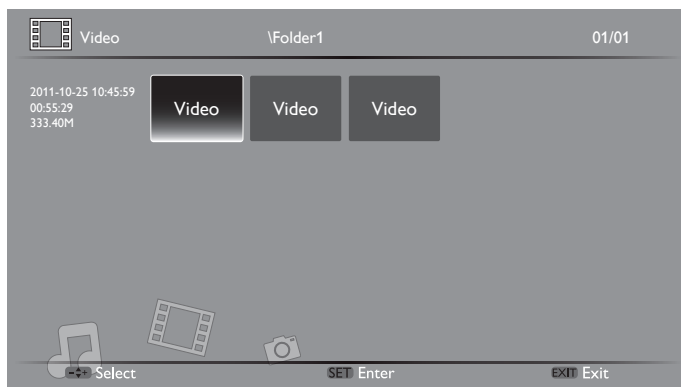 Video \Folder1 01/01
2011-10-25 10:45:59
00:55:29
333.40M
Video Video Video
Select SET Enter EXIT Exit